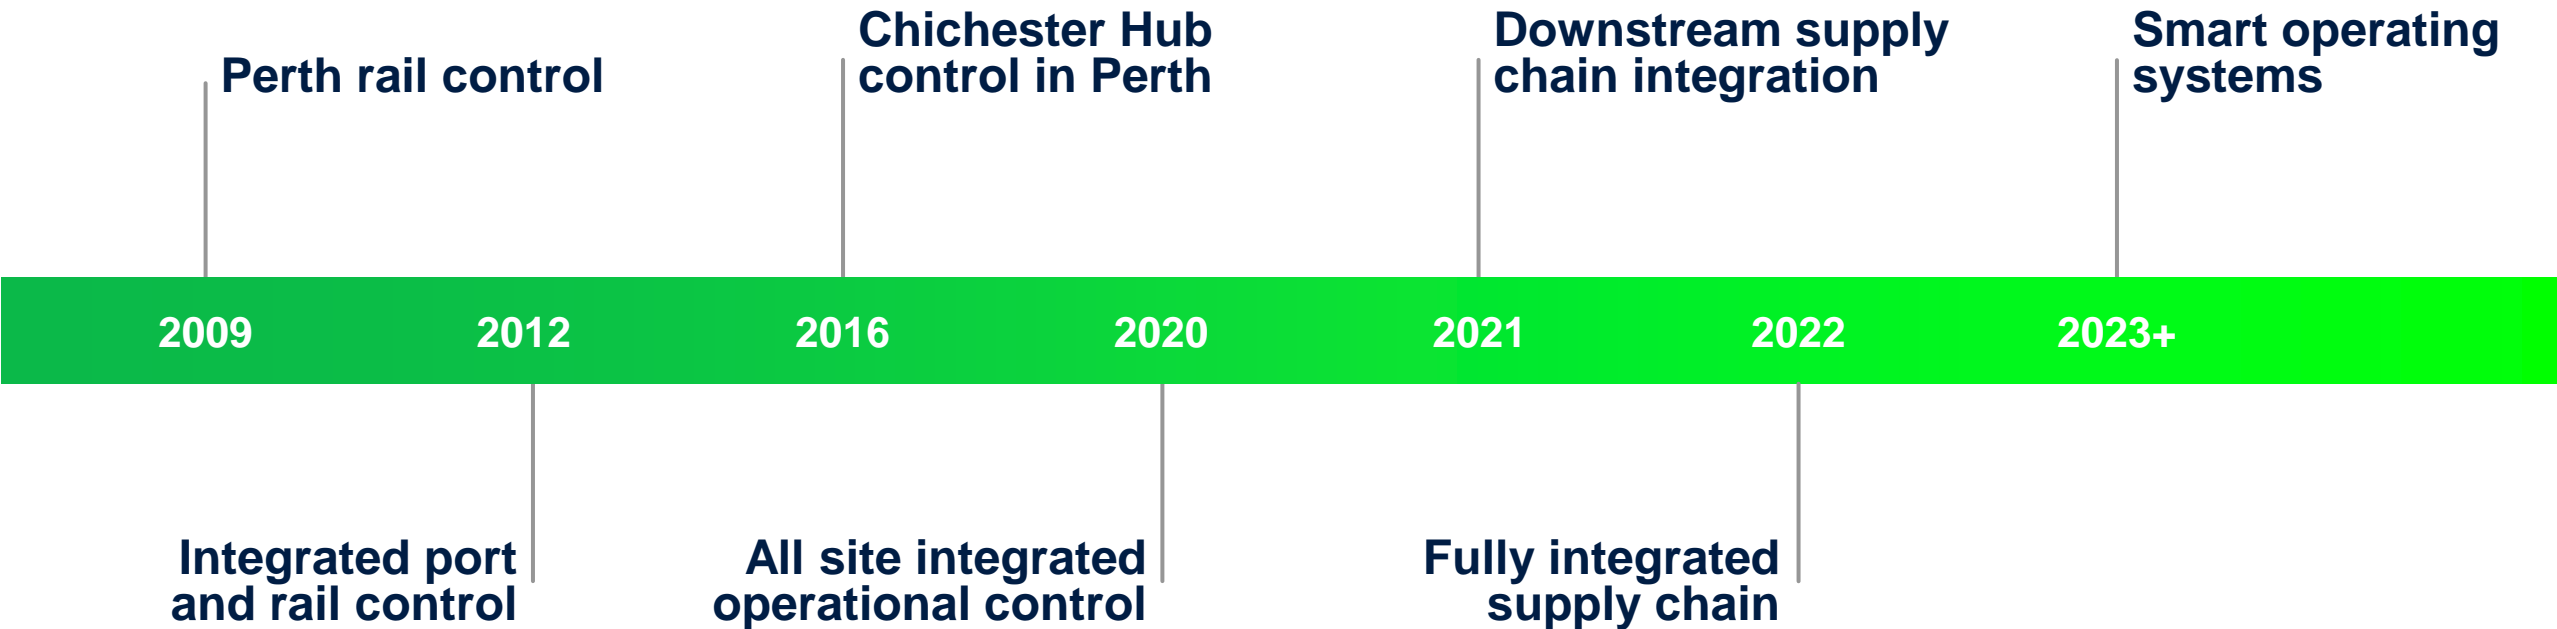 Perth rail control
Chichester Hub
control in Perth
Downstream supply
chain integration
Smart operating
systems
2009
2012
2016
2020
2021
2022
2023+
Integrated port
and rail control
All site integrated
operational control
Fully integrated
supply chain